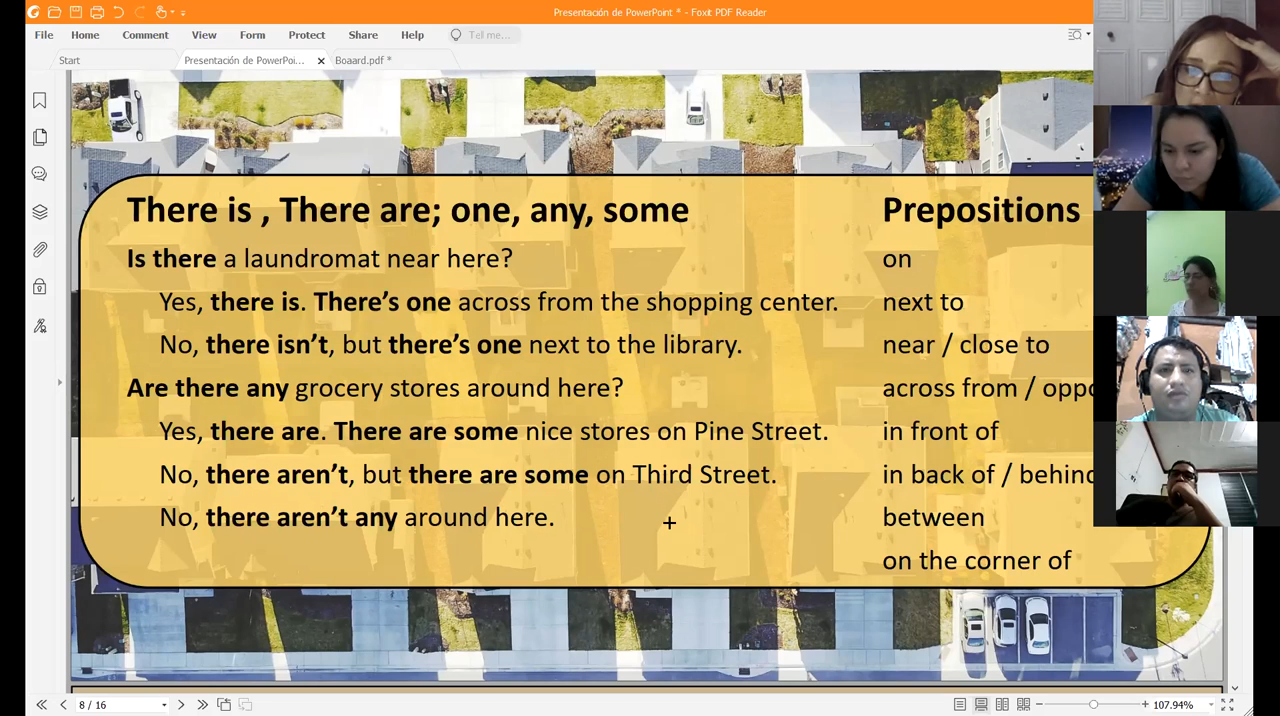 Presentación de PowerPoint * - Foxit PDF Reader
File Home Comment View Form Protect Share Help Tell me...
Start Presentación de PowerPoi... Boaard.pdf *
There is , There are; one, any, some
Is there a laundromat near here?
Yes, there is. There's one across from the shopping center.
No, there isn't, but there's one next to the library.
Are there any grocery stores around here?
Yes, there are. There are some nice stores on Pine Street.
No, there aren't, but there are some on Third Street.
No, there aren't any around here.
Prepositions
on
next to
near / close to
across from / oppo
in front of
in back of / behind
between
on the corner of
8 / 16
107.94%